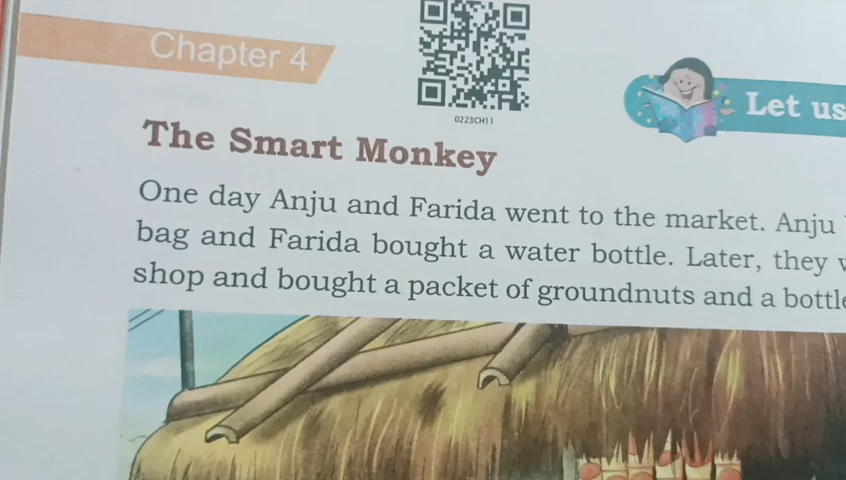 Chapter 4
0223CH11
Let us
The Smart Monkey
One day Anju and Farida went to the market. Anju
bag and Farida bought a water bottle. Later, they
shop and bought a packet of groundnuts and a